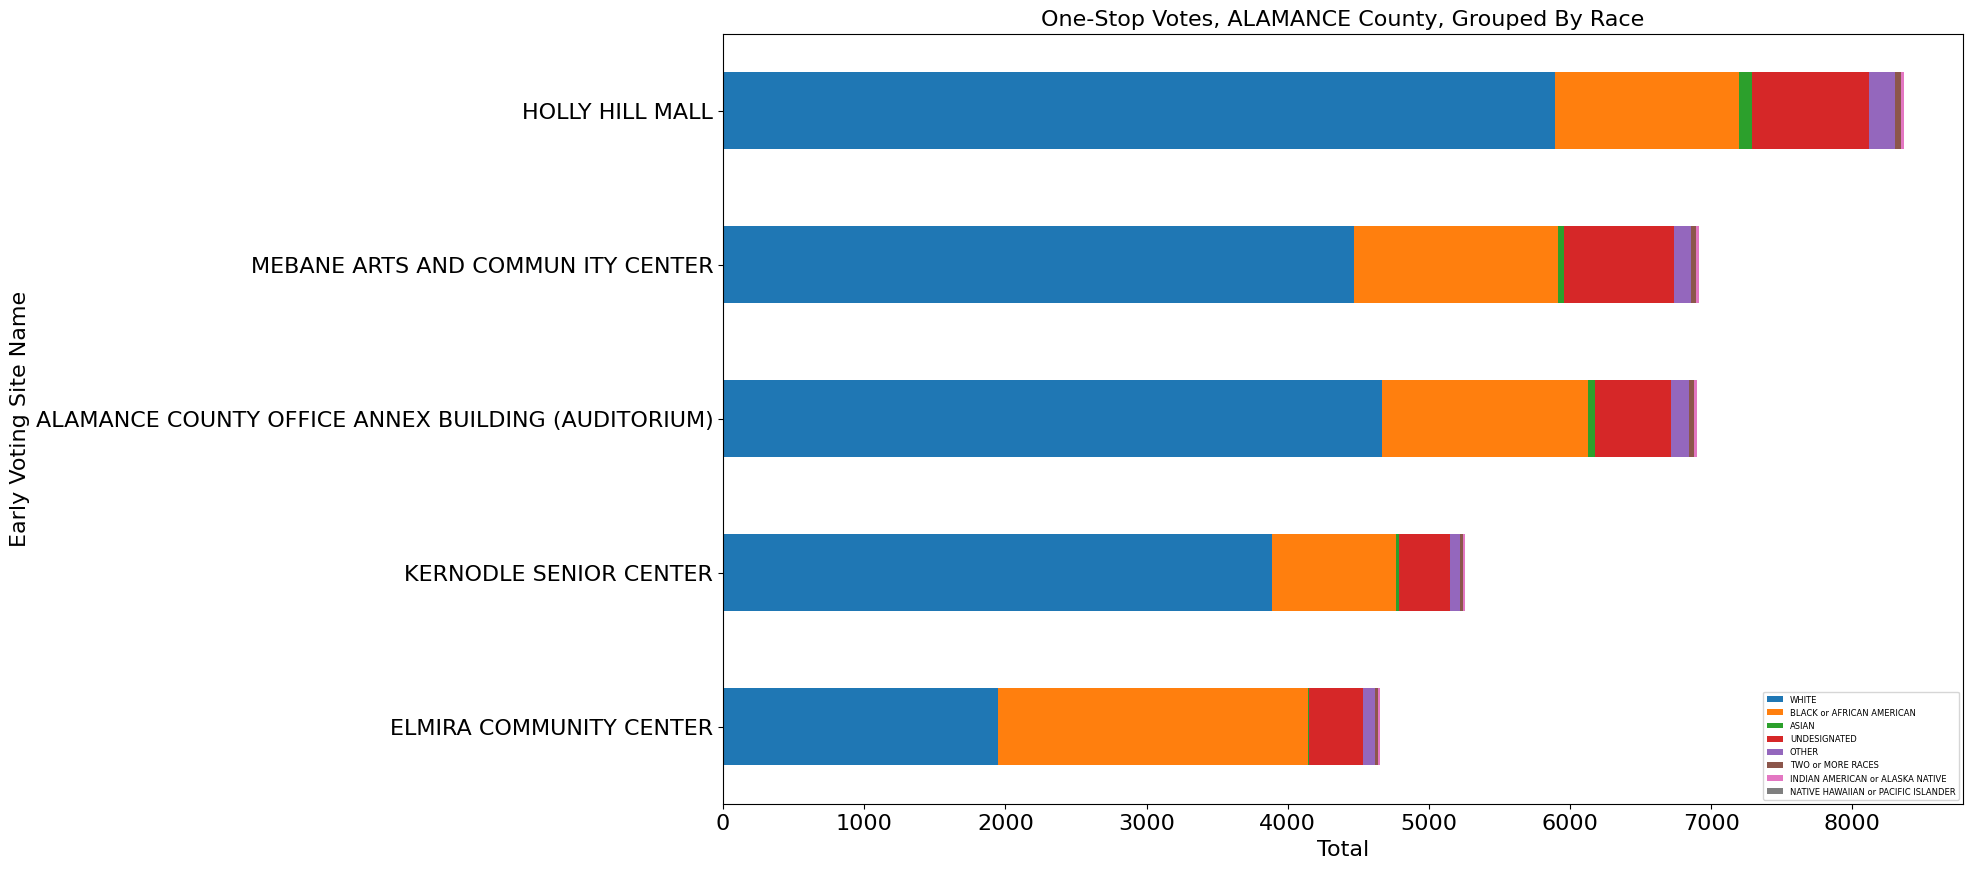 One-Stop Votes, ALAMANCE County, Grouped By Race
Early Voting Site Name
HOLLY HILL MALL
MEBANE ARTS AND COMMUN ITY CENTER
ALAMANCE COUNTY OFFICE ANNEX BUILDING (AUDITORIUM)
KERNODLE SENIOR CENTER
ELMIRA COMMUNITY CENTER
WHITE
BLACK or AFRICAN AMERICAN
ASIAN
UNDESIGNATED
OTHER
TWO or MORE RACES
INDIAN AMERICAN or ALASKA NATIVE
NATIVE HAWAIIAN or PACIFIC ISLANDER
0 1000 2000 3000 4000 5000 6000 7000 8000
Total